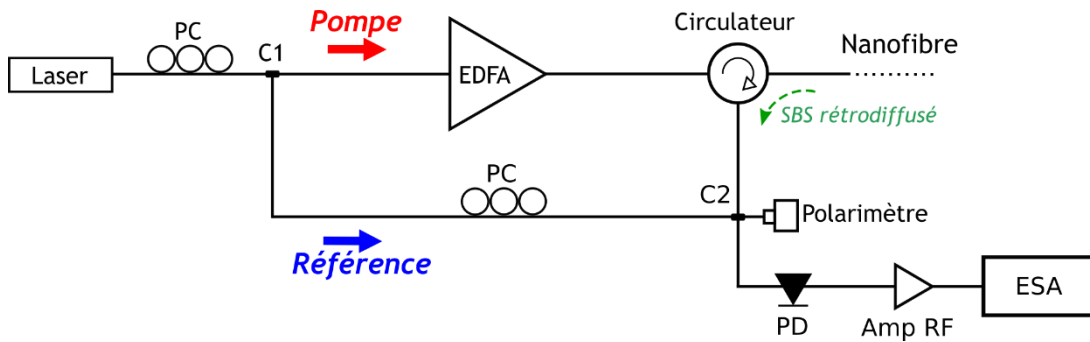 Laser
PC
C1
Pompe
EDFA
Circulateur
Nanofibre
SBS rétrodiffusé
PC
C2
Polarimètre
Référence
PD
Amp RF
ESA